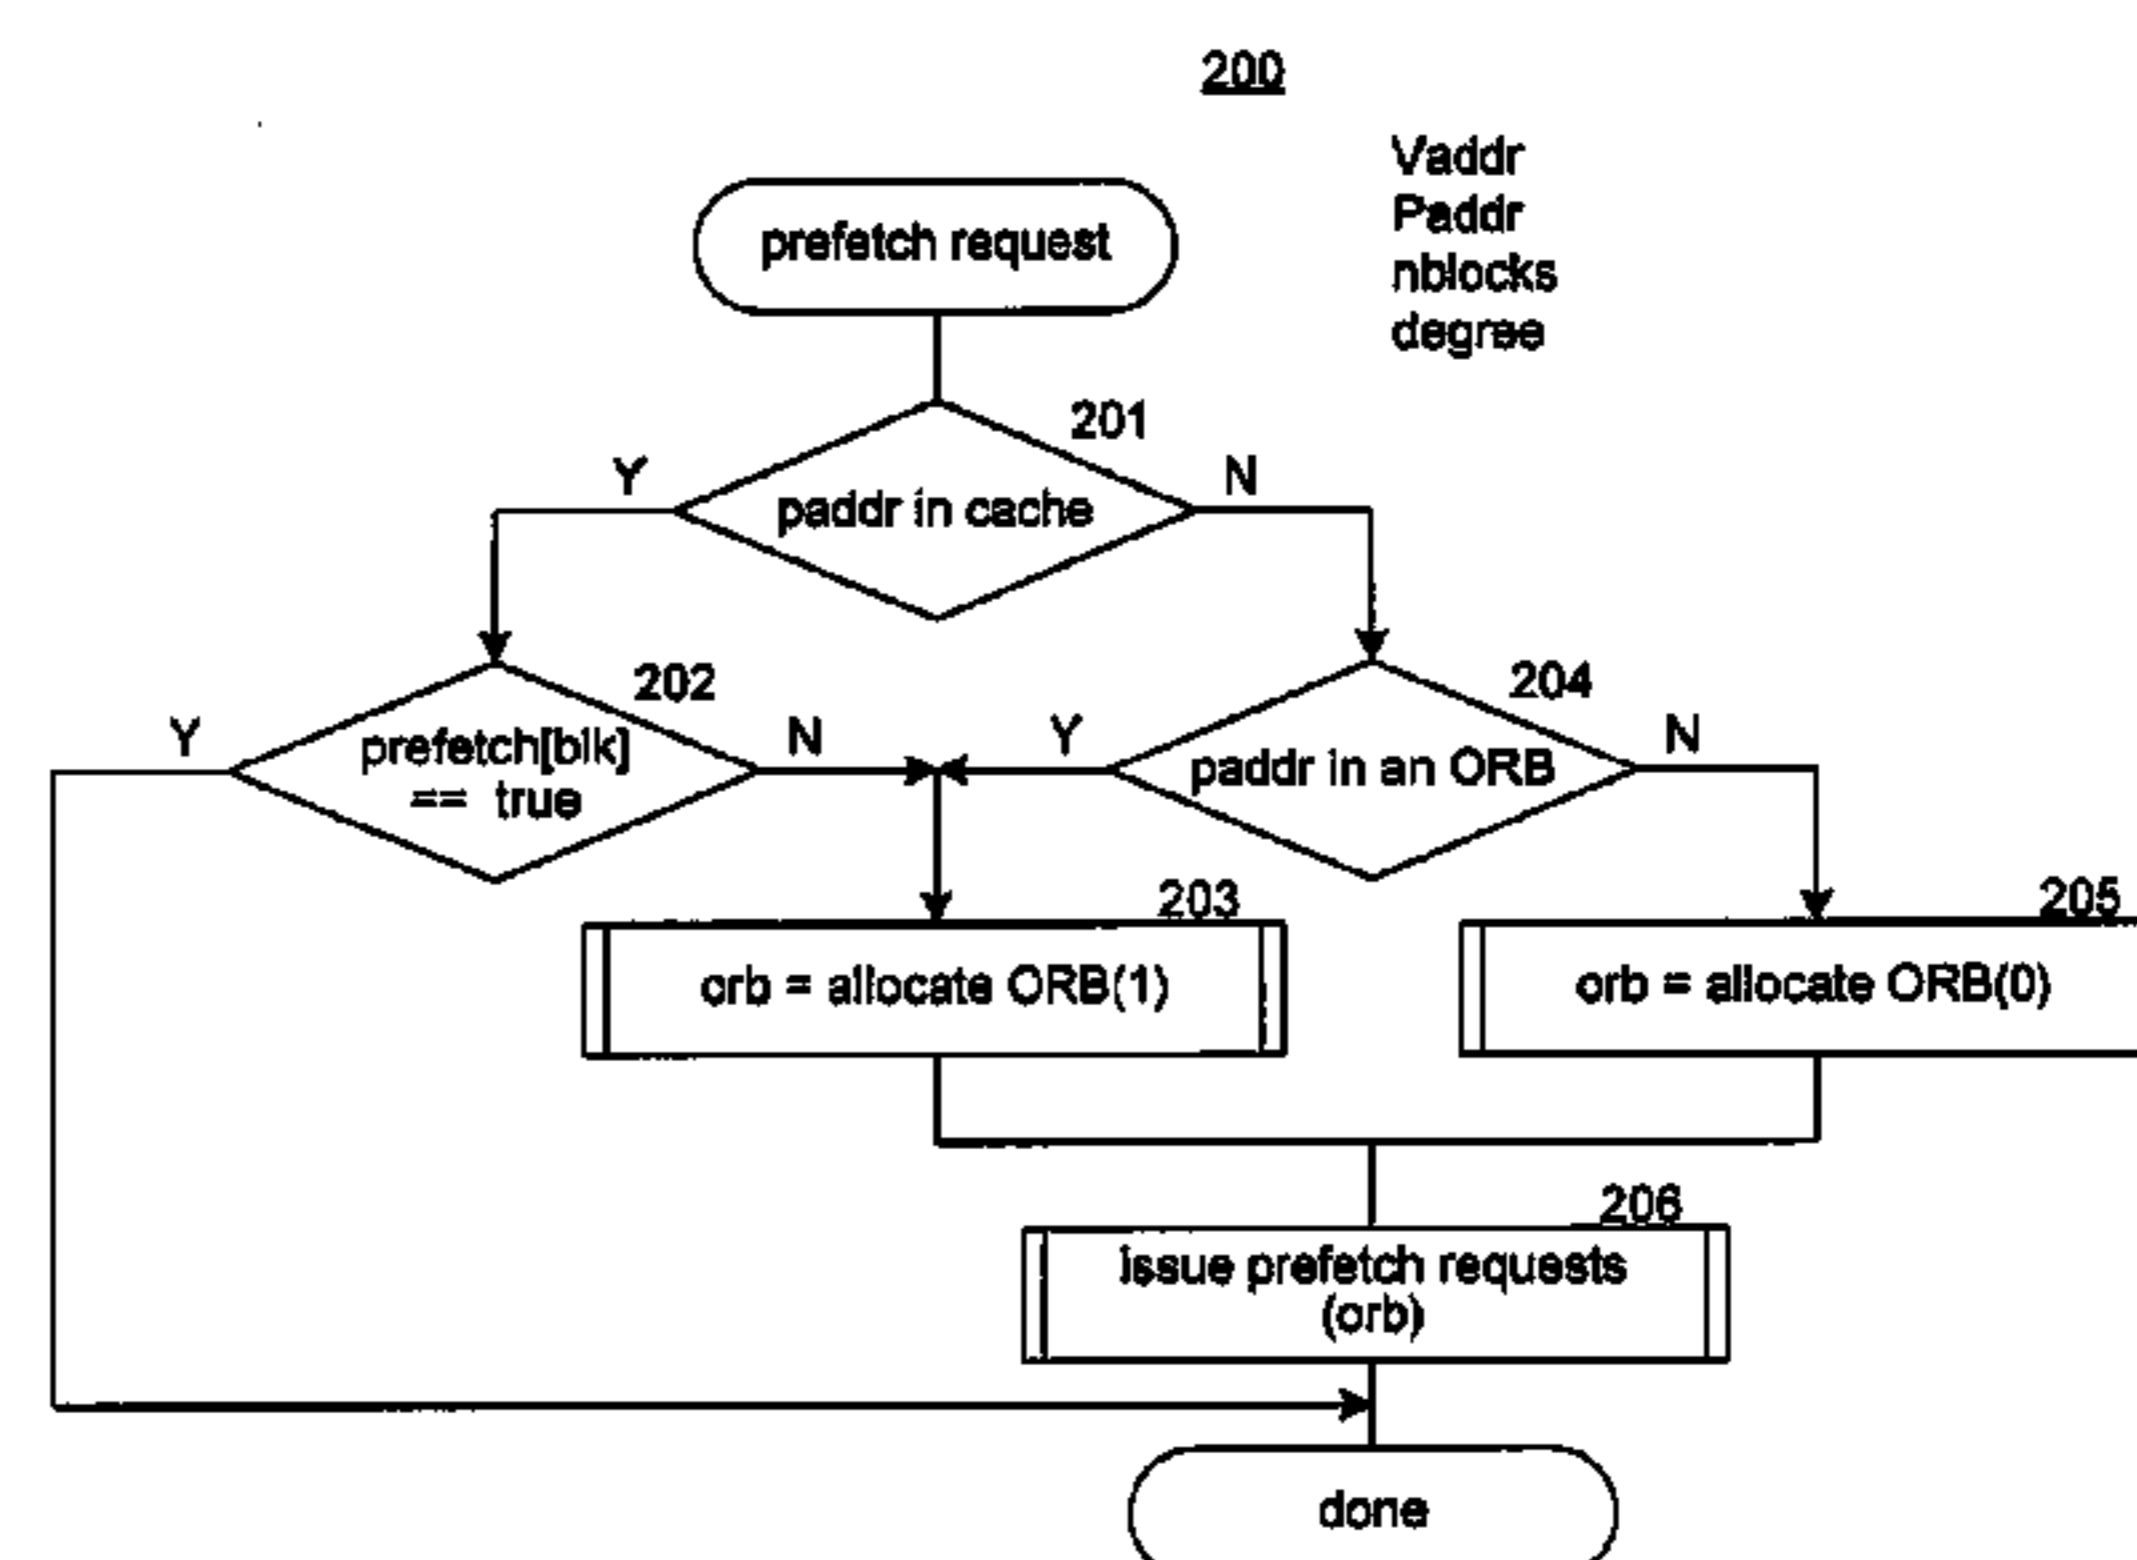 200
Vaddr
Paddr
nblocks
degree
prefetch request
201
Y
N
paddr in cache
202
204
Y
prefetch[blk]
== true
N
Y
paddr in an ORB
N
203
205
orb = allocate ORB(1)
orb = allocate ORB(0)
206
issue prefetch requests
(orb)
done